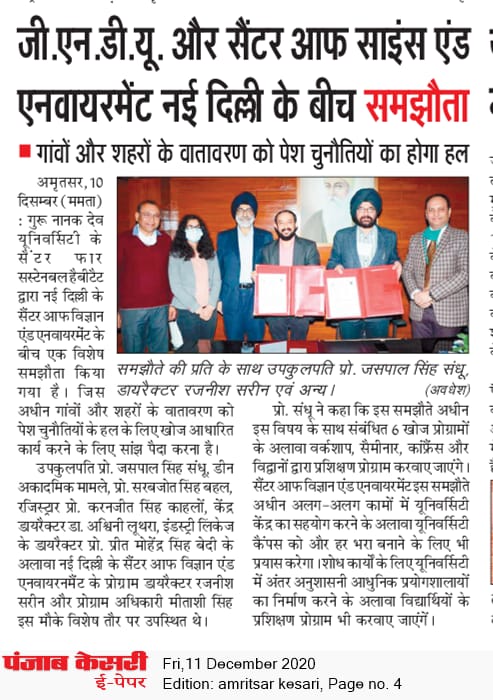 जी.एन.डी.यू. और सैंटर आफ साइंस एंड
एनवायरमेंट नई दिल्ली के बीच समझौता
गांवों और शहरों के वातावरण को पेश चुनौतियों का होगा हल
अमृतसर, 10
दिसम्बर (ममता)
: गुरू नानक देव
यूनिवर्सिटी के
सैंटर फार
सस्टेनबल हैबीटैट
द्वारा नई दिल्ली के
सैंटर आफ विज्ञान
एंड एनवायरमेंट के
बीच एक विशेष
समझौता किया
गया है। जिस
अधीन गांवों और शहरों के वातावरण को
पेश चुनौतियों के हल के लिए खोज आधारित
कार्य करने के लिए सांझ पैदा करना है।
उपकुलपति प्रो. जसपाल सिंह संधू, डीन
अकादमिक मामले, प्रो. सरबजोत सिंह बहल,
रजिस्ट्रार प्रो. करनजीत सिंह काहलों, केंद्र
डायरैक्टर डा. अश्विनी लूथरा, इंडस्ट्री लिंकेज
के डायरैक्टर प्रो. प्रीत मोहेंद्र सिंह बेदी के
अलावा नई दिल्ली के सैंटर आफ विज्ञान एंड
एनवायरनमैंट के प्रोग्राम डायरैक्टर रजनीश
सरीन और प्रोग्राम अधिकारी मीताशी सिंह
इस मौके विशेष तौर पर उपस्थित थे।
समझौते की प्रति के साथ उपकुलपति प्रो. जसपाल सिंह संधू,
डायरैक्टर रजनीश सरीन एवं अन्य। (अवधेश)
प्रो. संधू ने कहा कि इस समझौते अधीन
इस विषय के साथ संबंधित 6 खोज प्रोग्रामों
के अलावा वर्कशाप, सैमीनार, कांफ्रैंस और
विद्वानों द्वारा प्रशिक्षण प्रोग्राम करवाए जाएंगे।
सैंटर आफ विज्ञान एंड एनवायरमेंट इस समझौते
अधीन अलग-अलग कामों में यूनिवर्सिटी
केंद्र का सहयोग करने के अलावा यूनिवर्सिटी
कैंपस को और हर भरा बनाने के लिए भी
प्रयास करेगा। शोध कार्यों के लिए यूनिवर्सिटी
में अंतर अनुशासनी आधुनिक प्रयोगशालायों
का निर्माण करने के अलावा विद्यार्थियों के
प्रशिक्षण प्रोग्राम भी करवाए जाएंगें।
पंजाब केसरी
ई-पेपर
Fri,11 December 2020
Edition: amritsar kesari, Page no. 4